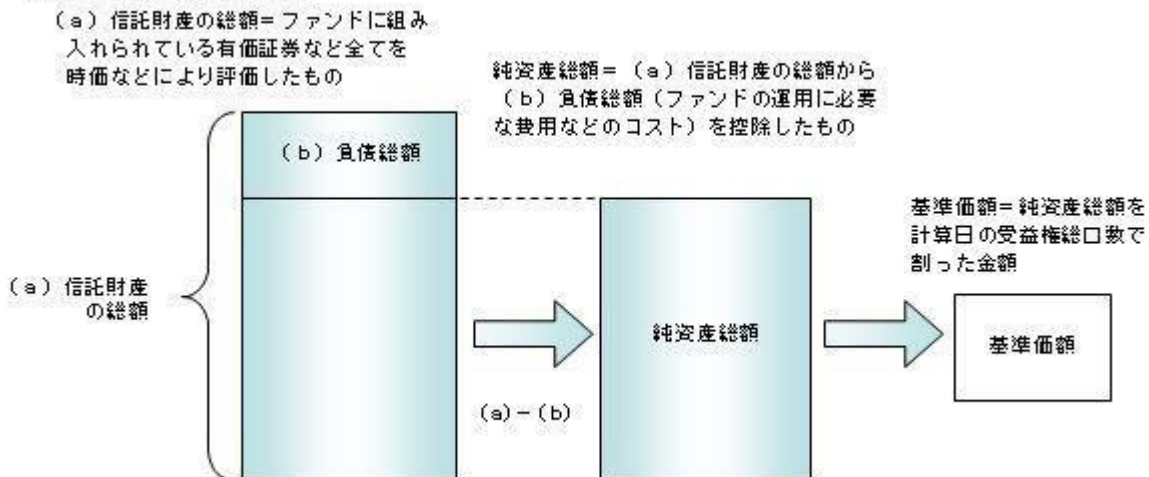 (a) 信託財産の総額=ファンドに組み
入れられている有価証券など全てを
時価などにより評価したもの
純資産総額= (a) 信託財産の総額から
(b) 負債総額(ファンドの運用に必要
な費用などのコスト)を控除したもの
(b) 負債総額
基準価額=純資産総額を
計算日の受益権総口数で
割った金額
(a) 信託財産
の総額
純資産総額
基準価額
(a)-(b)